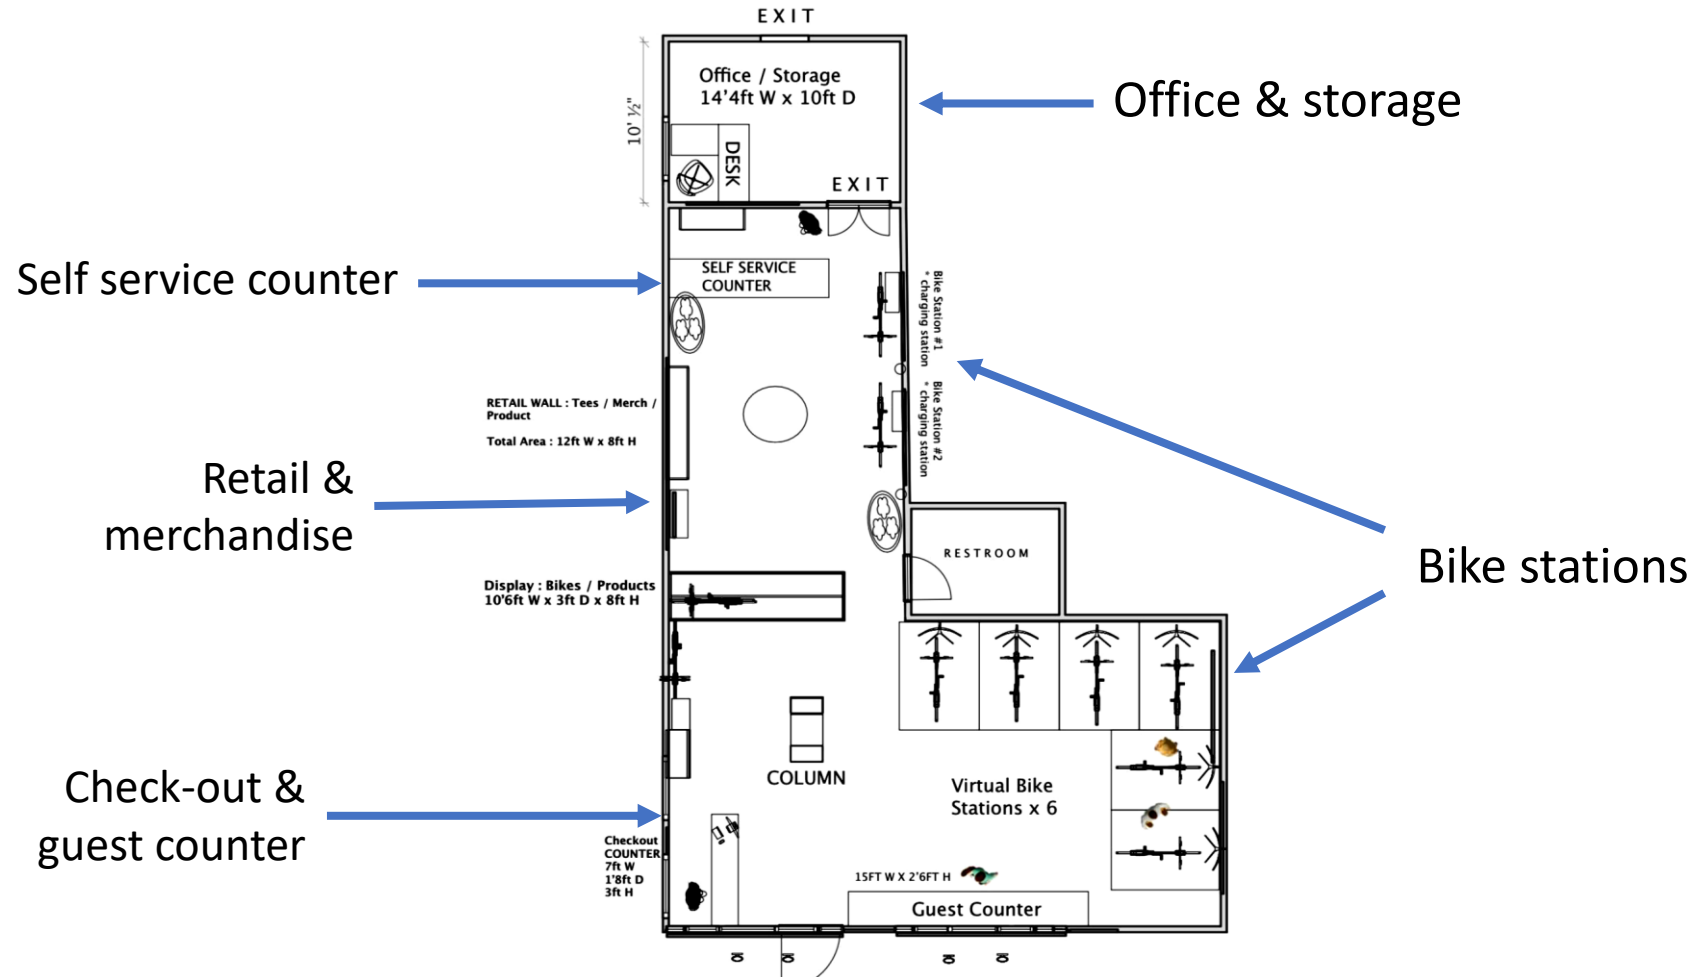 EXIT
Office / Storage
14'4ft W x 10ft D
Office & storage
10' ½"
DESK
EXIT
Self service counter
SELF SERVICE
COUNTER
Bike Station #1
* charging station
Bike Station #2
* charging station
RETAIL WALL : Tees / Merch /
Product
Total Area : 12ft W x 8ft H
Retail &
merchandise
RESTROOM
Bike stations
Display : Bikes / Products
10'6ft W x 3ft D x 8ft H
COLUMN
Virtual Bike
Stations x 6
Check-out &
guest counter
Checkout
COUNTER
7ft W
1'8ft D
3ft H
15FT W X 2'6FT H
Guest Counter